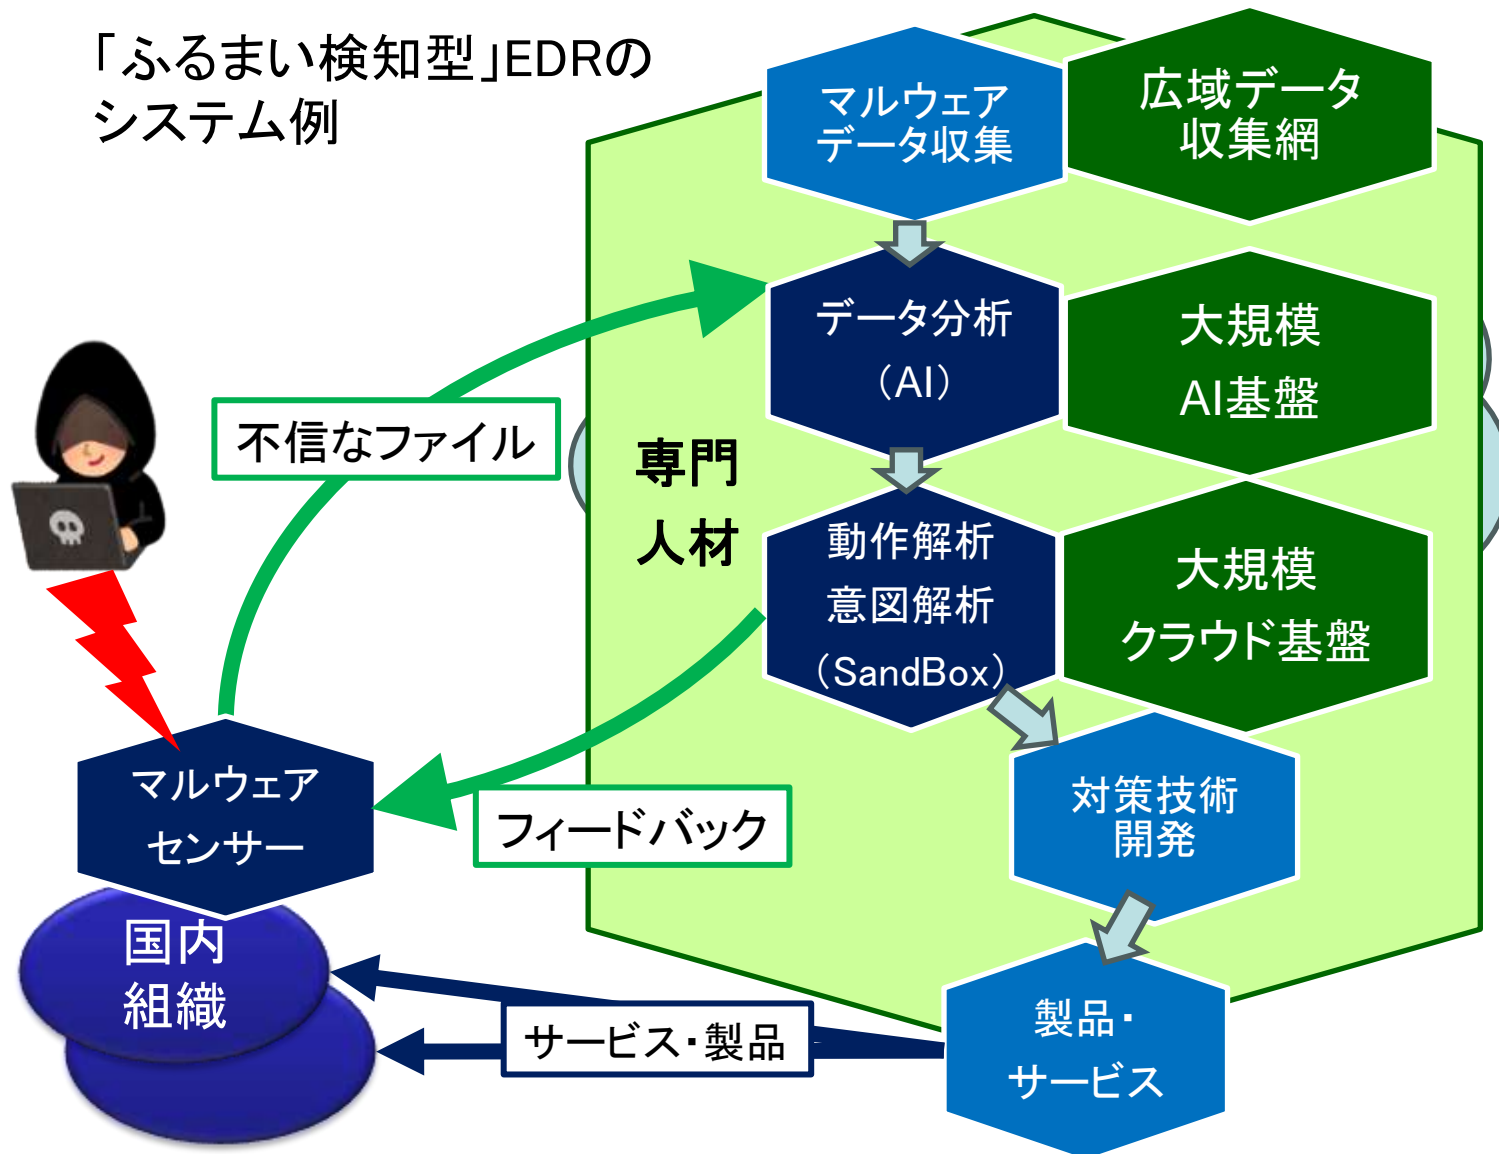 「ふるまい検知型」EDRの
システム例
マルウェア
データ収集
広域データ
収集網
データ分析
（AI）
大規模
AI基盤
不信なファイル
専門
人材
動作解析
意図解析
（SandBox）
大規模
クラウド基盤
マルウェア
センサー
フィードバック
対策技術
開発
国内
組織
サービス・製品
製品・
サービス